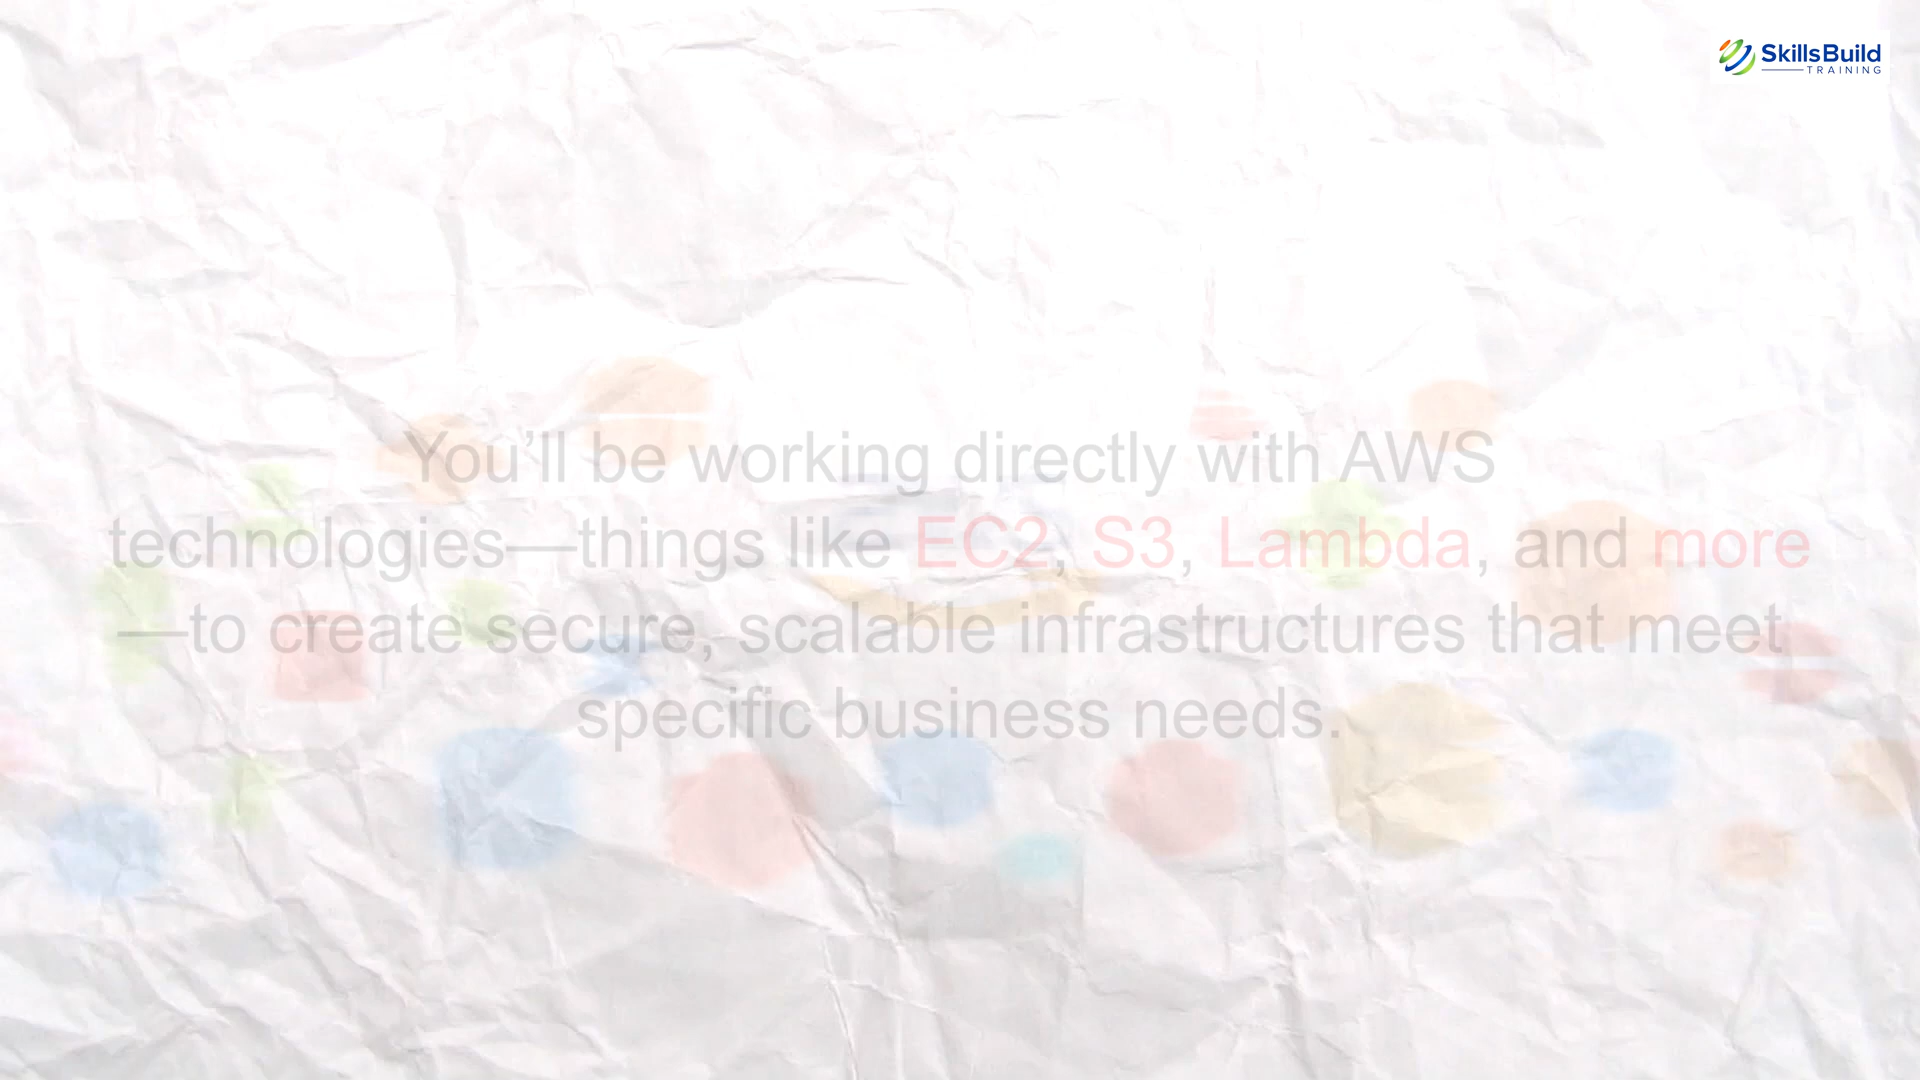 SkillsBuild
TRAINING
You’ll be working directly with AWS
technologies—things like EC2, S3, Lambda, and more
—to create secure, scalable infrastructures that meet
specific business needs.